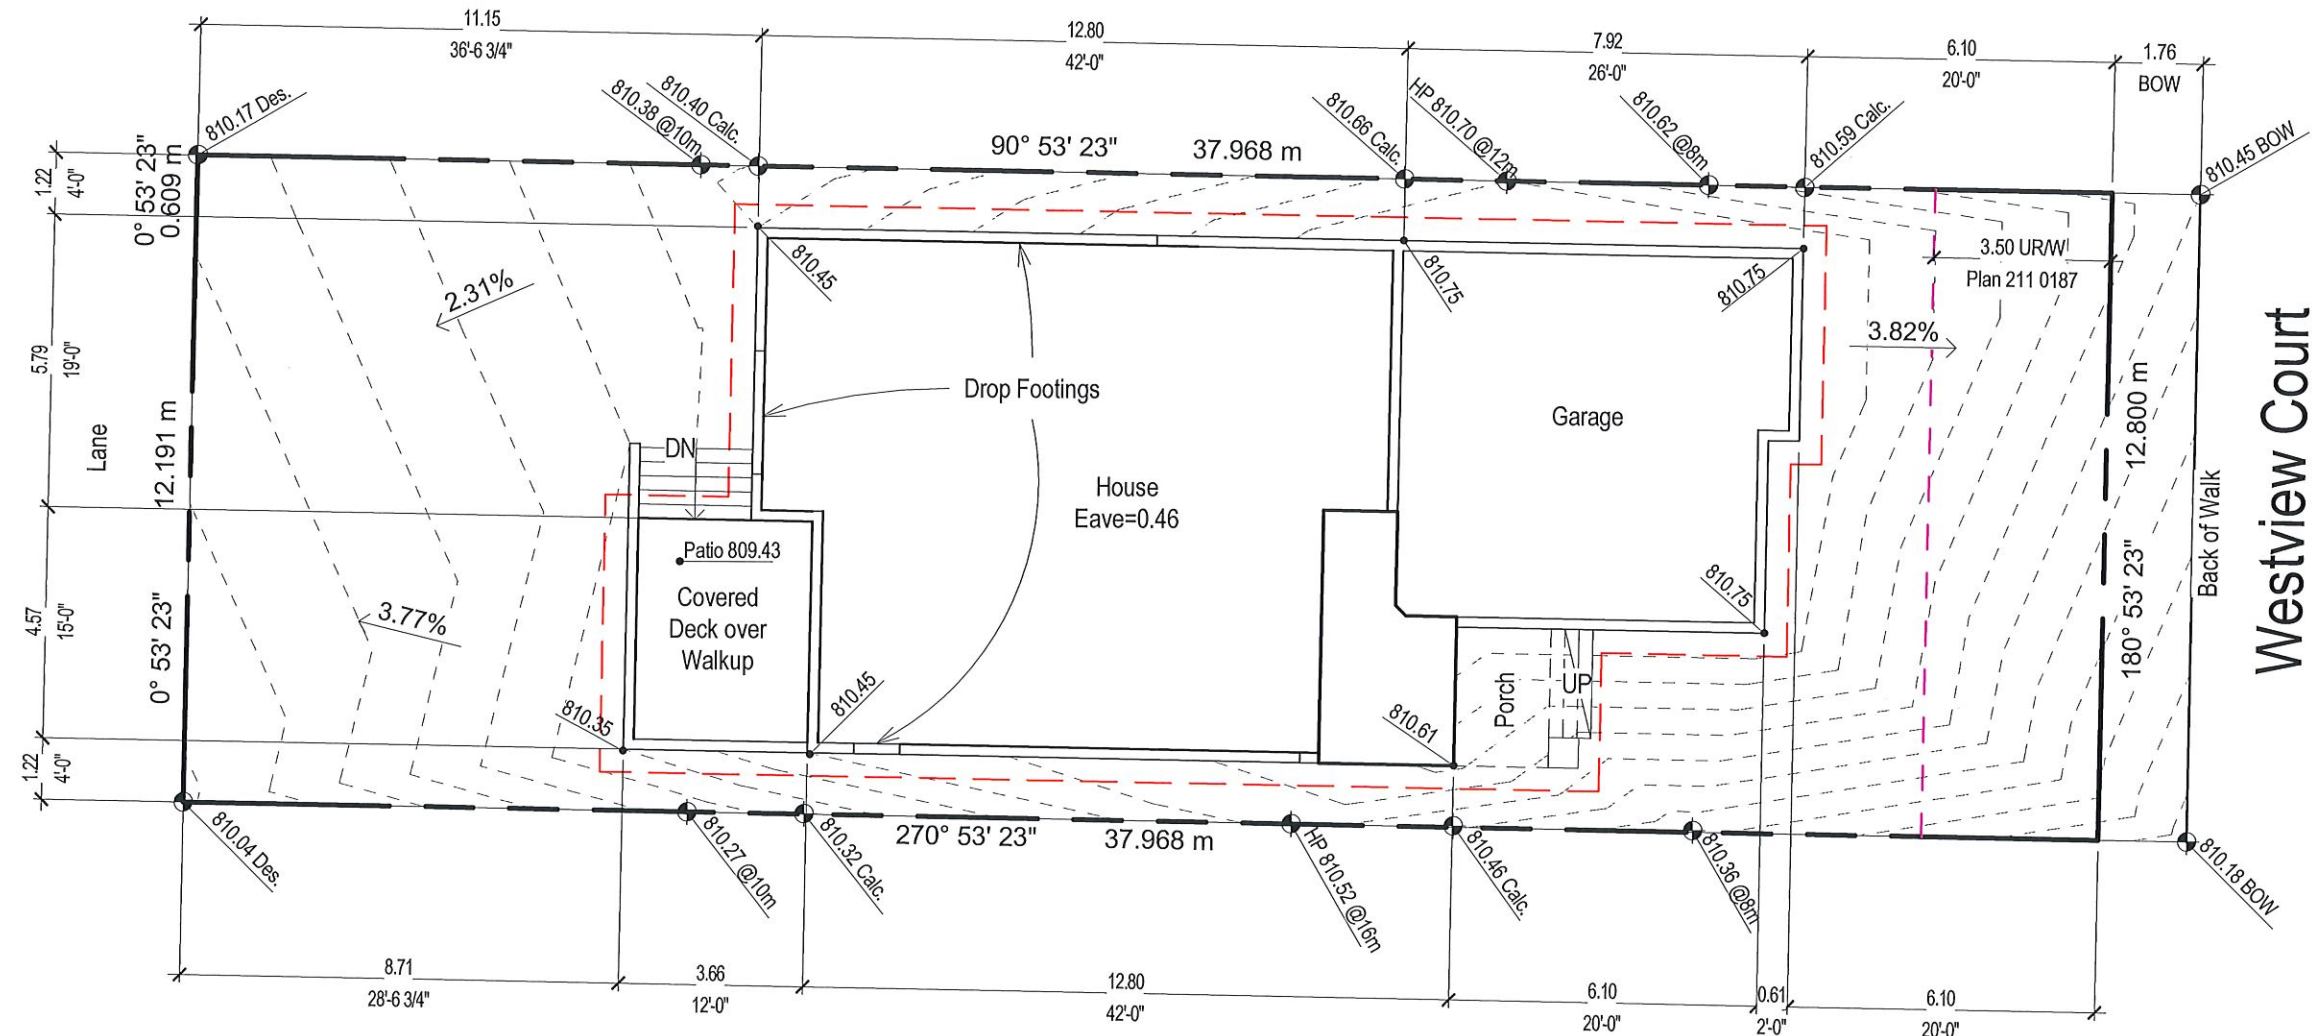 11.15
36'-6 3/4"
12.80
42'-0"
7.92
26'-0"
6.10
20'-0"
1.76
BOW
810.17 Des.
810.38 @10m
810.40 Calc.
90° 53' 23"
37.968 m
810.66 Calc.
HP 810.70 @12m
810.62 @8m
810.59 Calc.
810.45 BOW
1.22
4'-0"
0° 53' 23"
0.609 m
810.45
810.75
810.75
3.50 UR/W
Plan 211 0187
2.31%
3.82%
5.79
19'-0"
Lane
12.191 m
DN
Drop Footings
House
Eave=0.46
Garage
12.800 m
Back of Walk
Westview Court
Patio 809.43
Covered
Deck over
Walkup
4.57
15'-0"
0° 53' 23"
3.77%
810.35
810.45
810.61
Porch
UP
810.75
180° 53' 23"
1.22
4'-0"
810.04 Des.
810.27 @10m
810.32 Calc.
270° 53' 23"
37.968 m
HP 810.52 @16m
810.46 Calc.
810.36 @8m
810.18 BOW
8.71
28'-6 3/4"
3.66
12'-0"
12.80
42'-0"
6.10
20'-0"
0.61
2'-0"
6.10
20'-0"